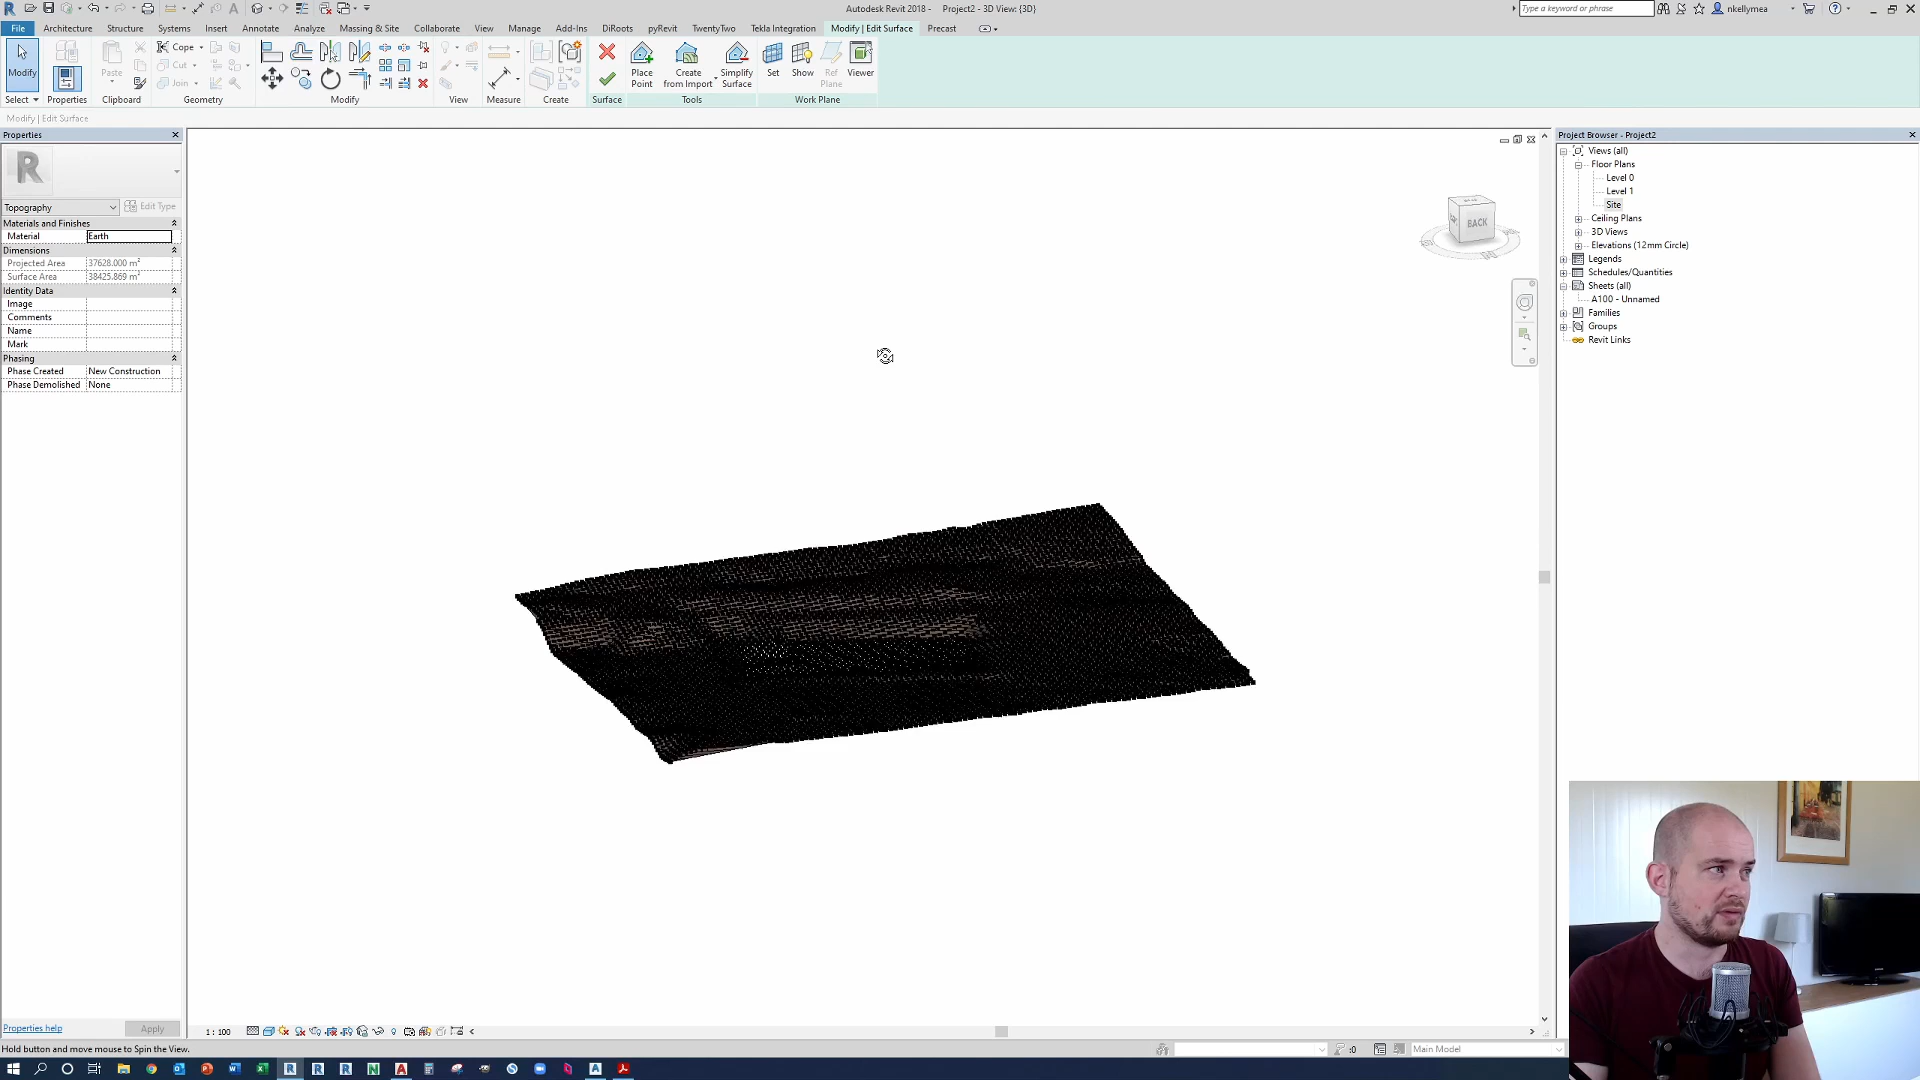 Autodesk Revit 2018 - Project2 - 3D View: {3D}
Type a keyword or phrase
nkellymea
File Architecture Structure Systems Insert Annotate Analyze Massing & Site Collaborate View Manage Add-Ins DiRoots pyRevit TwentyTwo Tekla Integration Modify | Edit Surface Precast
Modify
Properties
Paste
Cope
Cut
Join
Place Point
Create from Import
Simplify Surface
Set
Show
Ref Plane
Viewer
Select Properties Clipboard Geometry Modify View Measure Create Surface Tools Work Plane
Modify | Edit Surface
Properties
R
Topography
Edit Type
Materials and Finishes
Material Earth
Dimensions
Projected Area 37628.000 m²
Surface Area 38425.869 m²
Identity Data
Image
Comments
Name
Mark
Phasing
Phase Created New Construction
Phase Demolished None
Properties help
Apply
BACK
Project Browser - Project2
Views (all)
Floor Plans
Level 0
Level 1
Site
Ceiling Plans
3D Views
Elevations (12mm Circle)
Legends
Schedules/Quantities
Sheets (all)
A100 - Unnamed
Families
Groups
Revit Links
1 : 100
Hold button and move mouse to Spin the View.
:0
Main Model